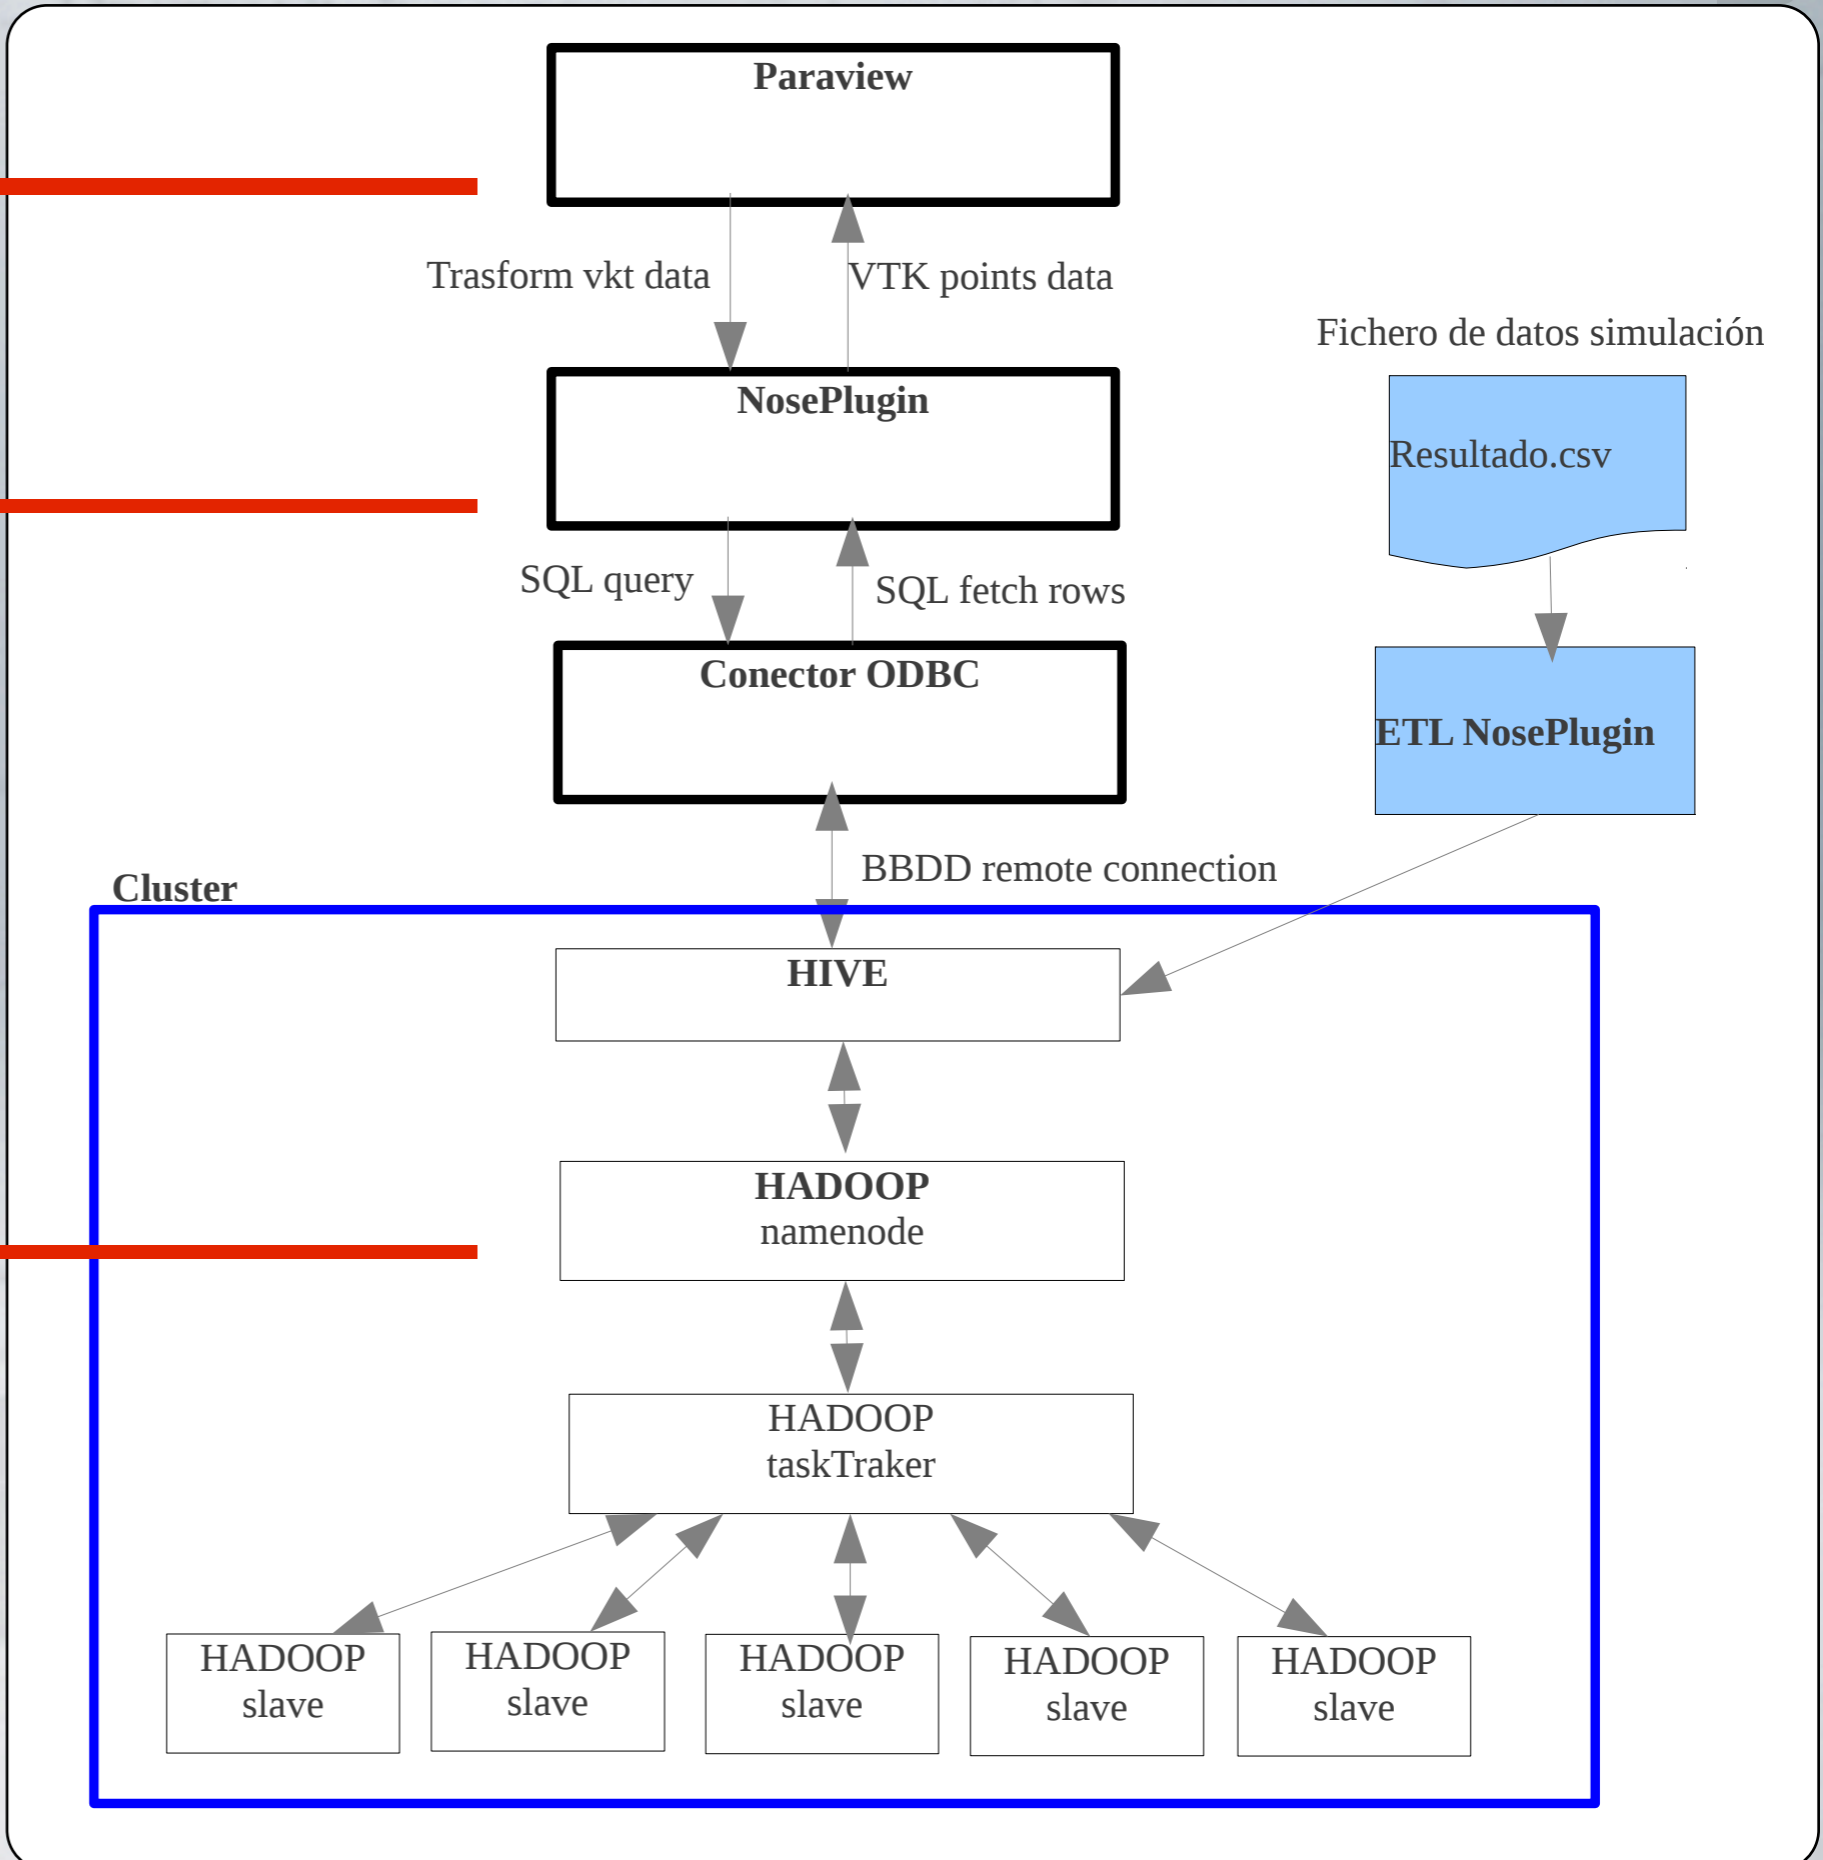 Paraview
Trasform vkt data
VTK points data
Fichero de datos simulación
NosePlugin
Resultado.csv
SQL query
SQL fetch rows
Conector ODBC
ETL NosePlugin
BBDD remote connection
Cluster
HIVE
HADOOP
namenode
HADOOP
taskTraker
HADOOP
slave
HADOOP
slave
HADOOP
slave
HADOOP
slave
HADOOP
slave